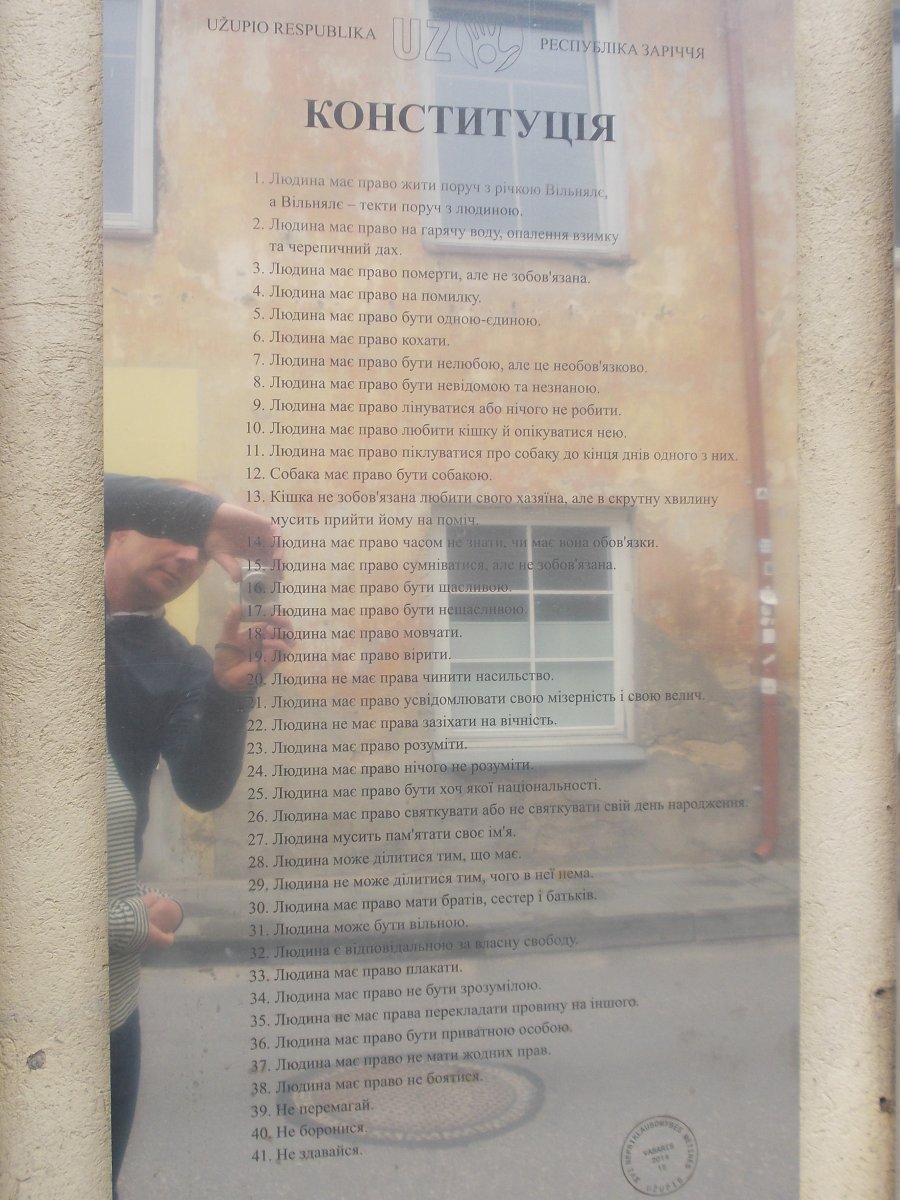 UŽUPIO RESPUBLIKA
UZ
РЕСПУБЛІКА ЗАРІЧЧЯ
КОНСТИТУЦІЯ
1. Людина має право жити поруч з річкою Вільнялє,
а Вільнялє – текти поруч з людиною.
2. Людина має право на гарячу воду, опалення взимку
та черепичний дах.
3. Людина має право померти, але не зобов'язана.
4. Людина має право на помилку.
5. Людина має право бути одною-єдиною.
6. Людина має право кохати.
7. Людина має право бути нелюбою, але це необов'язково.
8. Людина має право бути невідомою та незнаною.
9. Людина має право лінуватися або нічого не робити.
10. Людина має право любити кішку й опікуватися нею.
11. Людина має право піклуватися про собаку до кінця днів одного з них.
12. Собака має право бути собакою.
13. Кішка не зобов'язана любити свого хазяїна, але в скрутну хвилину
мусить прийти йому на поміч.
14. Людина має право часом не знати, чи має вона обов'язки.
15. Людина має право сумніватися, але не зобов'язана.
16. Людина має право бути щасливою.
17. Людина має право бути нещасливою.
18. Людина має право мовчати.
19. Людина має право вірити.
20. Людина не має права чинити насильство.
21. Людина має право усвідомлювати свою мізерність і свою велич.
22. Людина не має права зазіхати на вічність.
23. Людина має право розуміти.
24. Людина має право нічого не розуміти.
25. Людина має право бути хоч якої національності.
26. Людина має право святкувати або не святкувати свій день народження.
27. Людина мусить пам'ятати своє ім'я.
28. Людина може ділитися тим, що має.
29. Людина не може ділитися тим, чого в неї нема.
30. Людина має право мати братів, сестер і батьків.
31. Людина може бути вільною.
32. Людина є відповідальною за власну свободу.
33. Людина має право плакати.
34. Людина має право не бути зрозумілою.
35. Людина не має права перекладати провину на іншого.
36. Людина має право бути приватною особою.
37. Людина має право не мати жодних прав.
38. Людина має право не боятися.
39. Не перемагай.
40. Не боронися.
41. Не здавайся.
NEPRIKLAUSOMYBĖS
VASARIS
2014
UŽUPIS